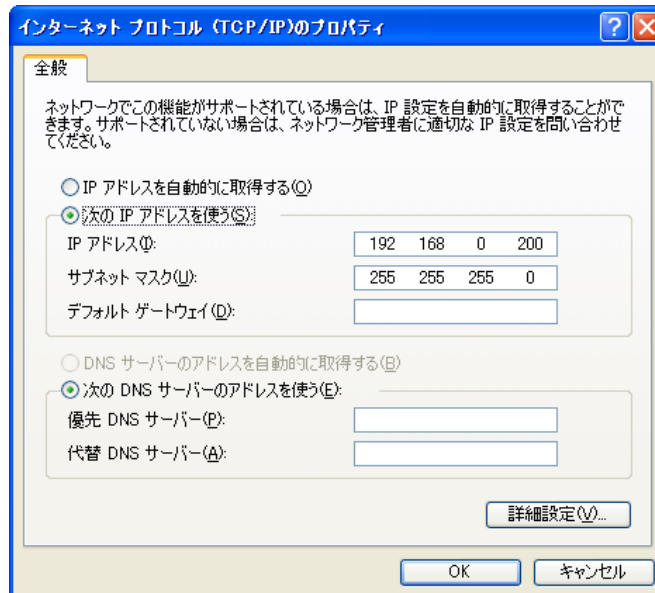 インターネット プロトコル (TCP/IP)のプロパティ
全般
ネットワークでこの機能がサポートされている場合は、IP 設定を自動的に取得することがで
きます。サポートされていない場合は、ネットワーク管理者に適切な IP 設定を問い合わせ
てください。
IP アドレスを自動的に取得する(O)
次の IP アドレスを使う(S):
IP アドレス(I): 192 168 0 200
サブネット マスク(U): 255 255 255 0
デフォルト ゲートウェイ(D):
DNS サーバーのアドレスを自動的に取得する(B)
次の DNS サーバーのアドレスを使う(E):
優先 DNS サーバー(P):
代替 DNS サーバー(A):
詳細設定(V)...
OK キャンセル